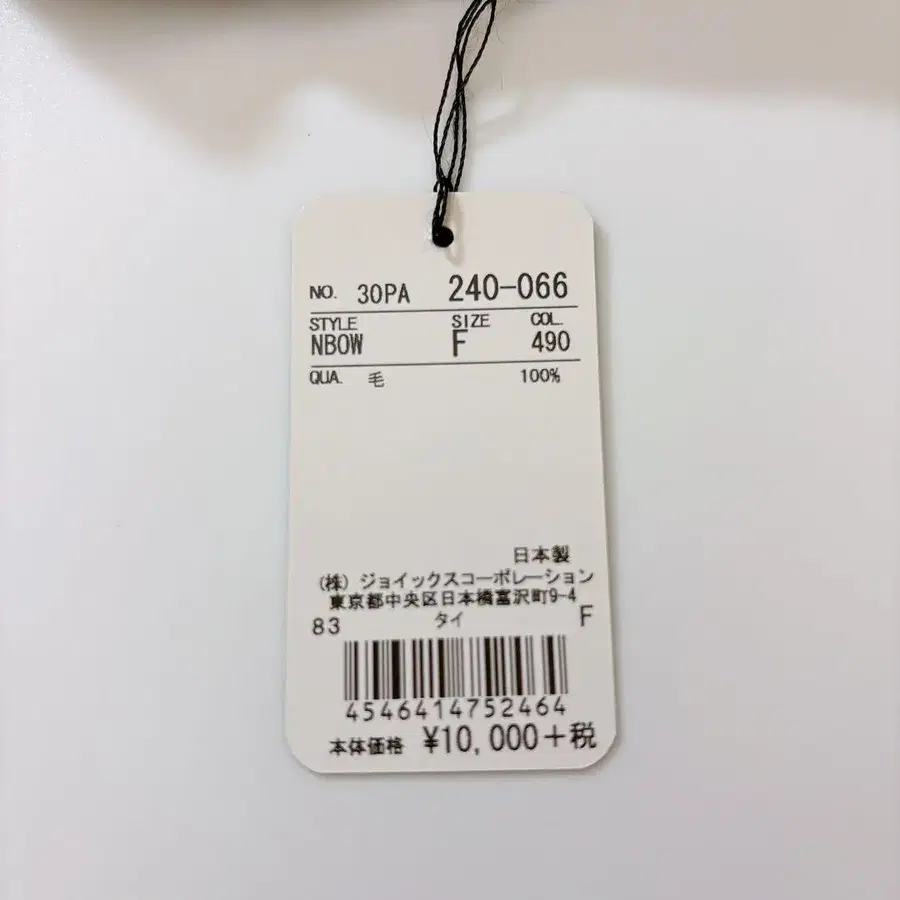 NO. 30PA 240-066
STYLE SIZE COL.
NBOW F 490
QUA. 毛 100%
日本製
(株) ジョイックスコーポレーション
東京都中央区日本橋富沢町9-4
83 タイ F
4546414752464
本体価格 ¥10,000+税